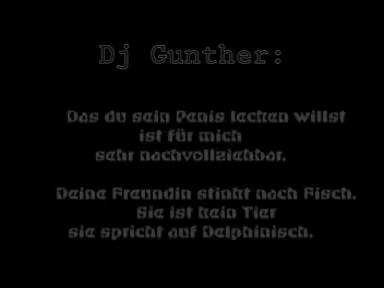 Dj Gunther:
Das du sein Penis lecken willst
ist für mich
sehr nachvollziehbar.
Deine Freundin stinkt nach Fisch.
Sie ist kein Tier
sie spricht auf Delphinisch.